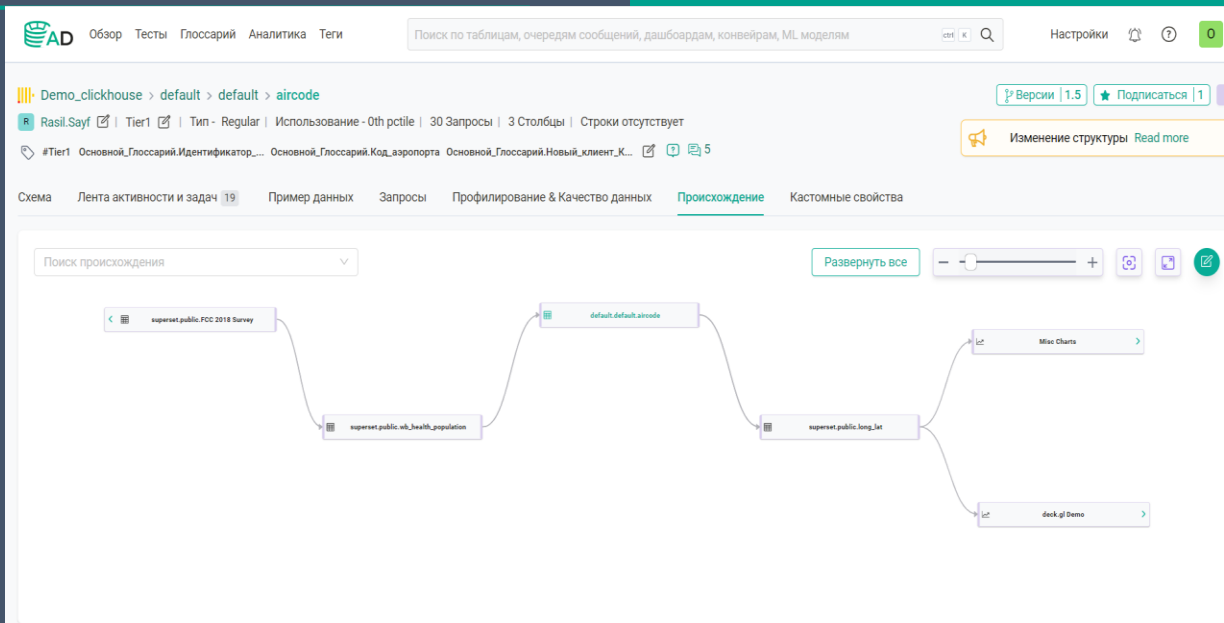 AD Обзор Тесты Глоссарий Аналитика Теги Поиск по таблицам, очередям сообщений, дашбоардам, конвейрам, ML моделям ctrl K Настройки О
Demo_clickhouse > default > default > aircode Версии | 1.5 Подписаться | 1
R Rasil.Sayf | Tier1 | Тип - Regular | Использование - 0th pctile | 30 Запросы | 3 Столбцы | Строки отсутствует
Изменение структуры Read more
#Tier1 Основной_Глоссарий.Идентификатор_... Основной_Глоссарий.Код_аэропорта Основной_Глоссарий.Новый_клиент_К... 5
Схема Лента активности и задач 19 Пример данных Запросы Профилирование & Качество данных Происхождение Кастомные свойства
Поиск происхождения Развернуть все
superset.public.FCC 2018 Survey
default.default.aircode
Misc Charts
superset.public.wb_health_population
superset.public.long_lat
deck.gl Demo